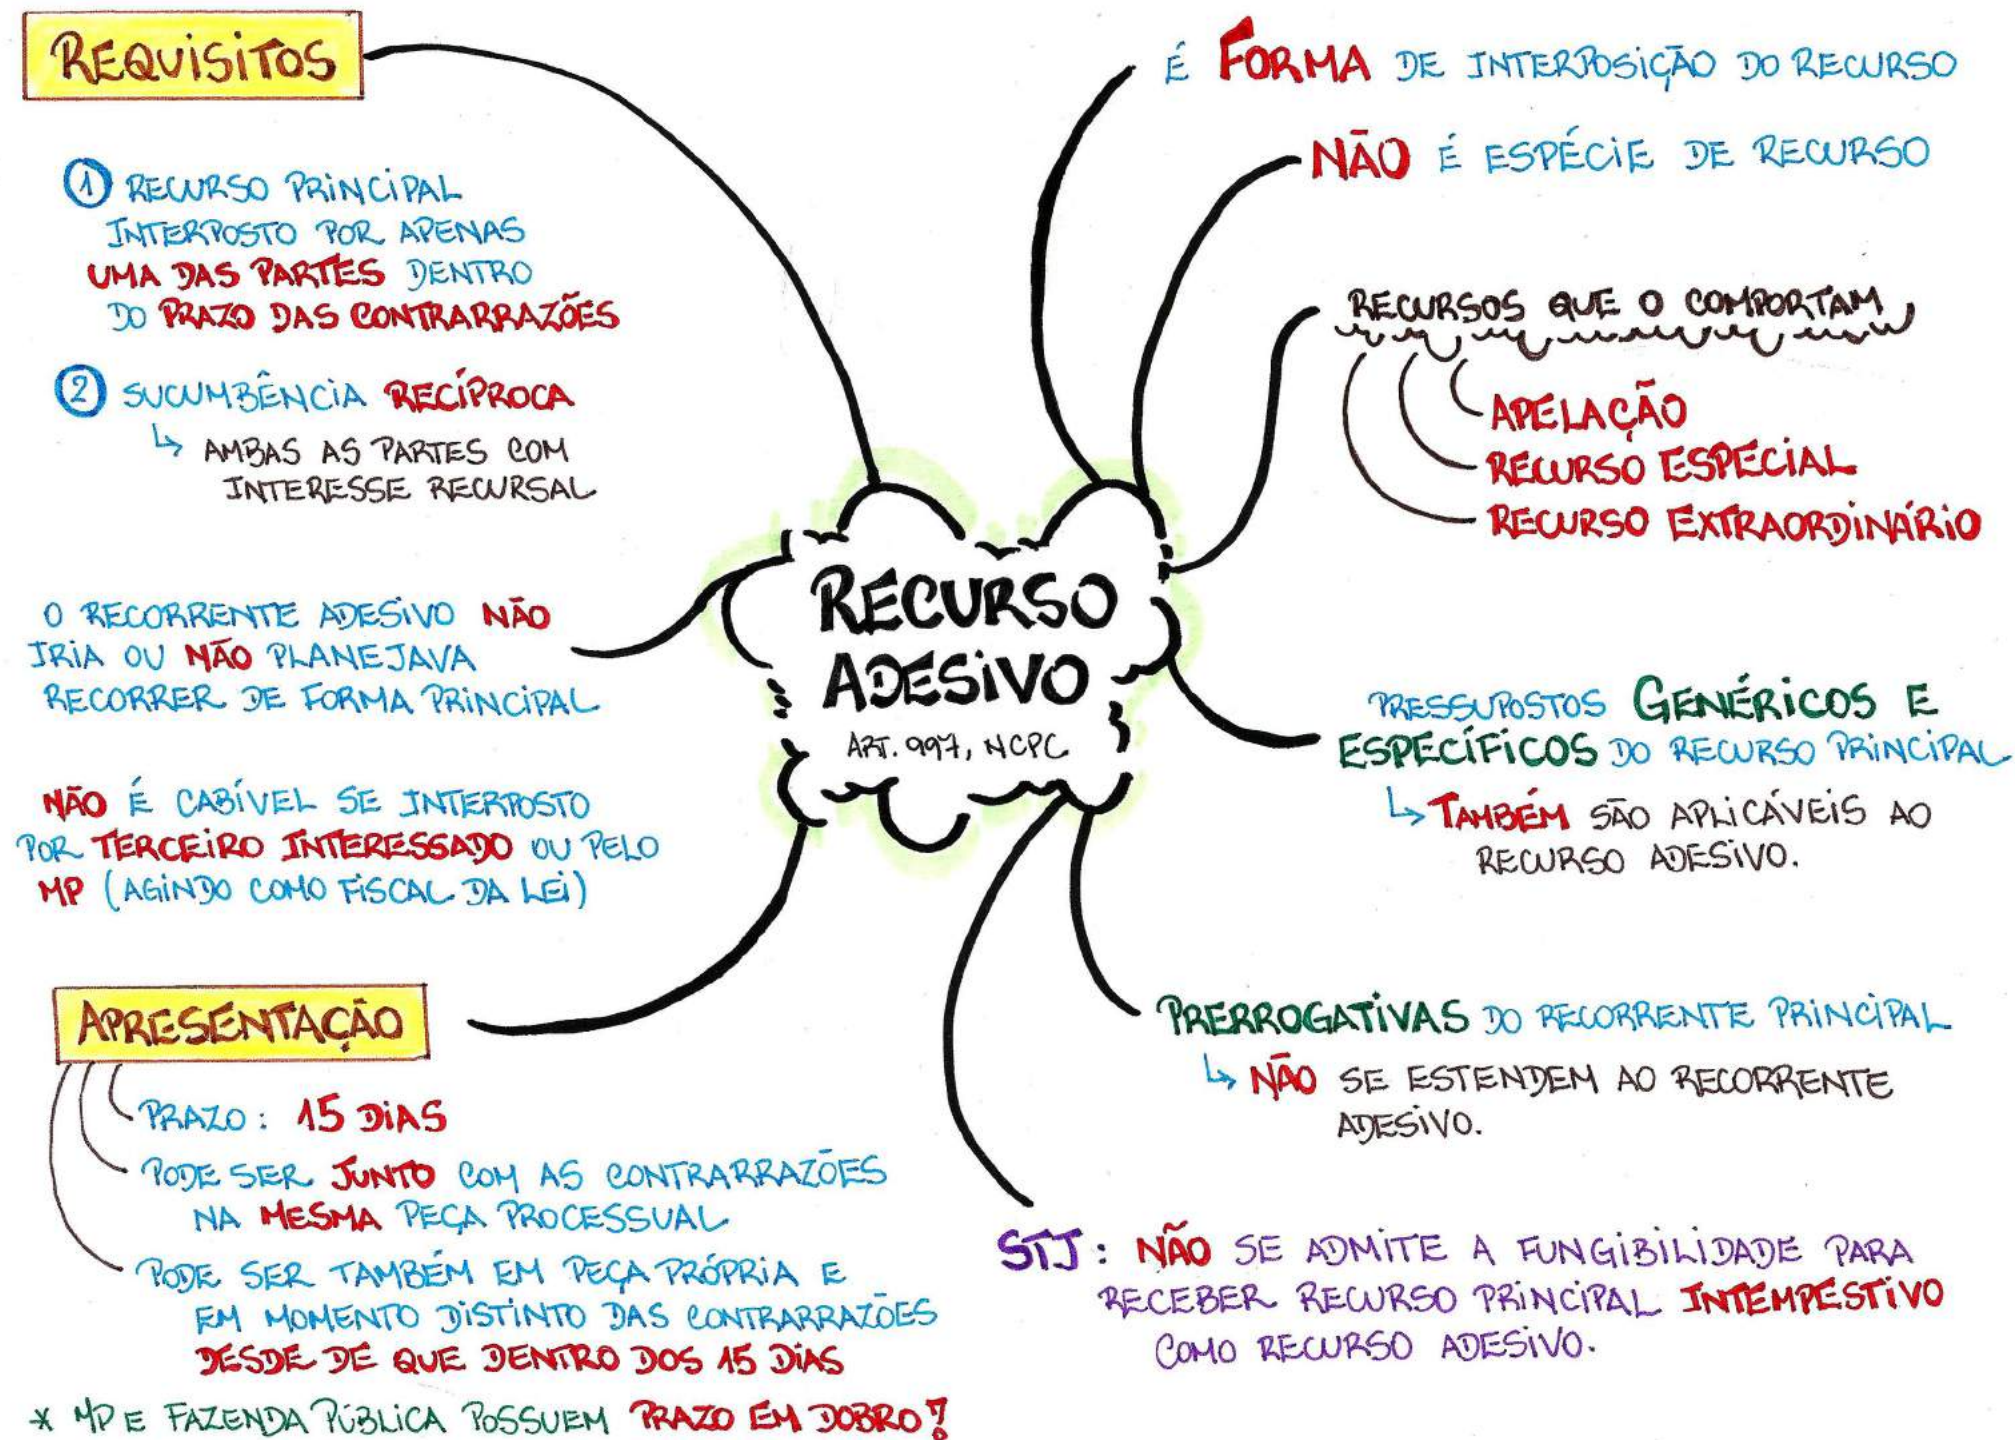 REQUISITOS
① RECURSO PRINCIPAL
INTERPOSTO POR APENAS
UMA DAS PARTES DENTRO
DO PRAZO DAS CONTRARRAZÕES
② SUCUMBÊNCIA RECÍPROCA
↳ AMBAS AS PARTES COM
INTERESSE RECURSAL
O RECORRENTE ADESIVO NÃO
IRIA OU NÃO PLANEJAVA
RECORRER DE FORMA PRINCIPAL
NÃO É CABÍVEL SE INTERPOSTO
POR TERCEIRO INTERESSADO OU PELO
MP (AGINDO COMO FISCAL DA LEI)
APRESENTAÇÃO
PRAZO: 15 DIAS
PODE SER JUNTO COM AS CONTRARRAZÕES
NA MESMA PEÇA PROCESSUAL
PODE SER TAMBÉM EM PEÇA PRÓPRIA E
EM MOMENTO DISTINTO DAS CONTRARRAZÕES
DESDE DE QUE DENTRO DOS 15 DIAS
* MP E FAZENDA PÚBLICA POSSUEM PRAZO EM DOBRO!
RECURSO
ADESIVO
ART. 997, NCPC
É FORMA DE INTERPOSIÇÃO DO RECURSO
NÃO É ESPÉCIE DE RECURSO
RECURSOS QUE O COMPORTAM
APELAÇÃO
RECURSO ESPECIAL
RECURSO EXTRAORDINÁRIO
PRESSUPOSTOS GENÉRICOS E
ESPECÍFICOS DO RECURSO PRINCIPAL
↳ TAMBÉM SÃO APLICÁVEIS AO
RECURSO ADESIVO.
PRERROGATIVAS DO RECORRENTE PRINCIPAL
↳ NÃO SE ESTENDEM AO RECORRENTE
ADESIVO.
STJ: NÃO SE ADMITE A FUNGIBILIDADE PARA
RECEBER RECURSO PRINCIPAL INTEMPESTIVO
COMO RECURSO ADESIVO.